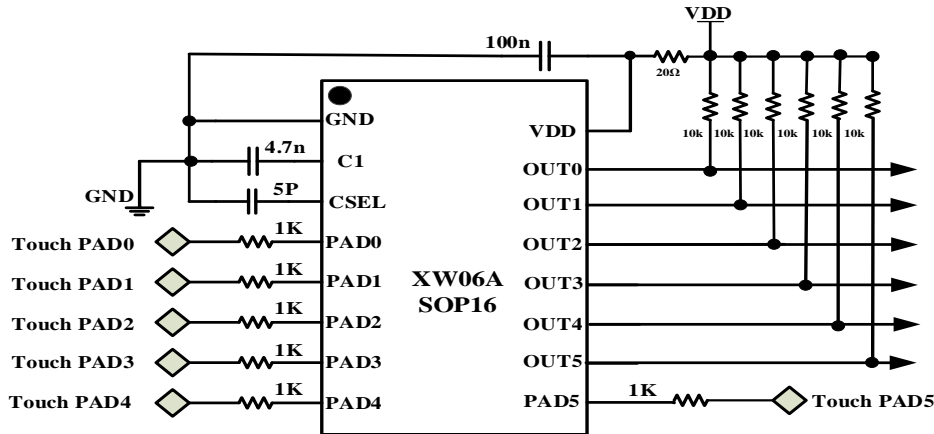 VDD
100n
20Ω
GND
VDD
10k 10k 10k 10k 10k
4.7n
C1
OUT0
GND
5P
CSEL
OUT1
Touch PAD0
1K
PAD0
OUT2
Touch PAD1
1K
PAD1
XW06A
SOP16
OUT3
Touch PAD2
1K
PAD2
OUT4
Touch PAD3
1K
PAD3
OUT5
Touch PAD4
1K
PAD4
PAD5
1K
Touch PAD5